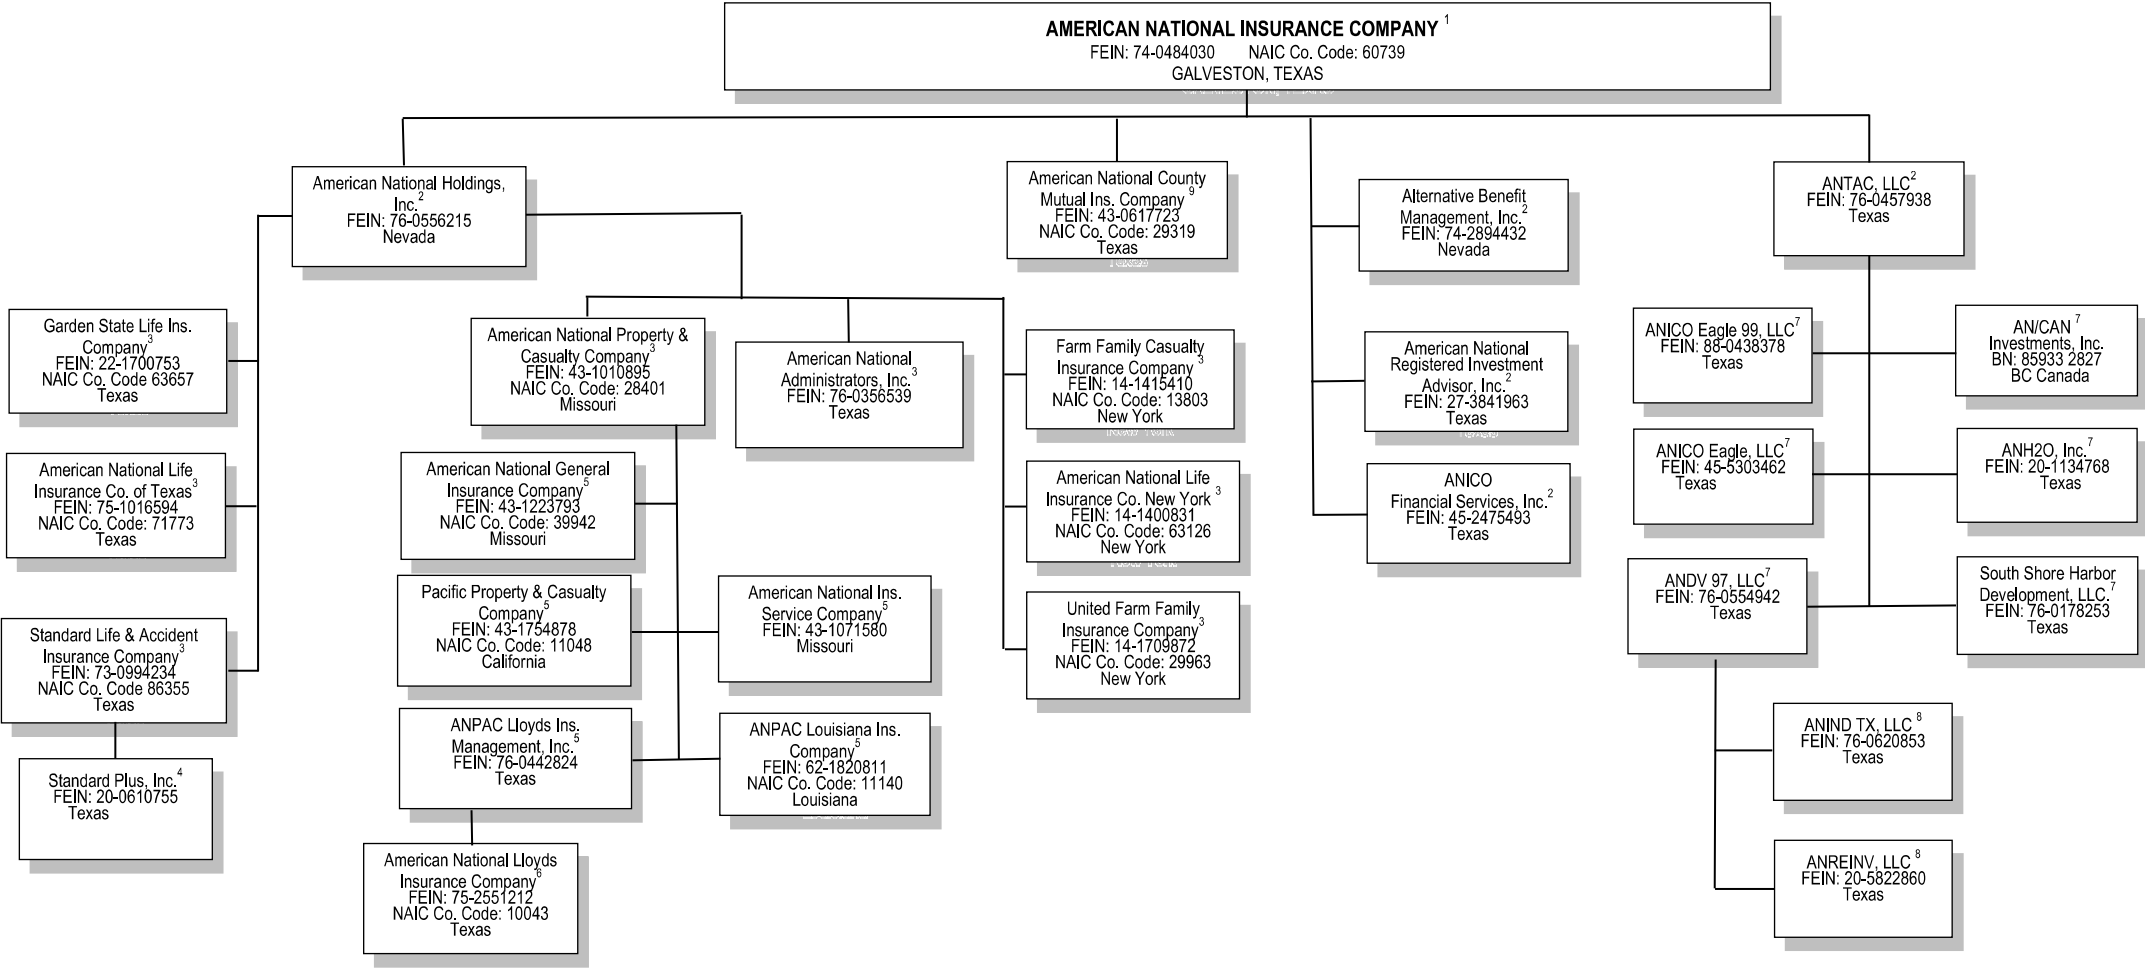 AMERICAN NATIONAL INSURANCE COMPANY 1
FEIN: 74-0484030 NAIC Co. Code: 60739
GALVESTON, TEXAS
American National Holdings,
Inc.2
FEIN: 76-0556215
Nevada
American National County
Mutual Ins. Company 9
FEIN: 43-0617723
NAIC Co. Code: 29319
Texas
Alternative Benefit
Management, Inc.2
FEIN: 74-2894432
Nevada
ANTAC, LLC2
FEIN: 76-0457938
Texas
Garden State Life Ins.
Company3
FEIN: 22-1700753
NAIC Co. Code 63657
Texas
American National Property &
Casualty Company3
FEIN: 43-1010895
NAIC Co. Code: 28401
Missouri
American National
Administrators, Inc.3
FEIN: 76-0356539
Texas
Farm Family Casualty
Insurance Company3
FEIN: 14-1415410
NAIC Co. Code: 13803
New York
American National
Registered Investment
Advisor, Inc.2
FEIN: 27-3841963
Texas
ANICO Eagle 99, LLC7
FEIN: 88-0438378
Texas
AN/CAN 7
Investments, Inc.
BN: 85933 2827
BC Canada
American National Life
Insurance Co. of Texas3
FEIN: 75-1016594
NAIC Co. Code: 71773
Texas
American National General
Insurance Company5
FEIN: 43-1223793
NAIC Co. Code: 39942
Missouri
American National Life
Insurance Co. New York 3
FEIN: 14-1400831
NAIC Co. Code: 63126
New York
ANICO
Financial Services, Inc.2
FEIN: 45-2475493
Texas
ANICO Eagle, LLC7
FEIN: 45-5303462
Texas
ANH2O, Inc.7
FEIN: 20-1134768
Texas
Standard Life & Accident
Insurance Company3
FEIN: 73-0994234
NAIC Co. Code 86355
Texas
Pacific Property & Casualty
Company5
FEIN: 43-1754878
NAIC Co. Code: 11048
California
American National Ins.
Service Company5
FEIN: 43-1071580
Missouri
United Farm Family
Insurance Company3
FEIN: 14-1709872
NAIC Co. Code: 29963
New York
ANDV 97, LLC7
FEIN: 76-0554942
Texas
South Shore Harbor
Development, LLC.7
FEIN: 76-0178253
Texas
Standard Plus, Inc.4
FEIN: 20-0610755
Texas
ANPAC Lloyds Ins.
Management, Inc.5
FEIN: 76-0442824
Texas
ANPAC Louisiana Ins.
Company5
FEIN: 62-1820811
NAIC Co. Code: 11140
Louisiana
ANIND TX, LLC 8
FEIN: 76-0620853
Texas
American National Lloyds
Insurance Company6
FEIN: 75-2551212
NAIC Co. Code: 10043
Texas
ANREINV, LLC 8
FEIN: 20-5822860
Texas